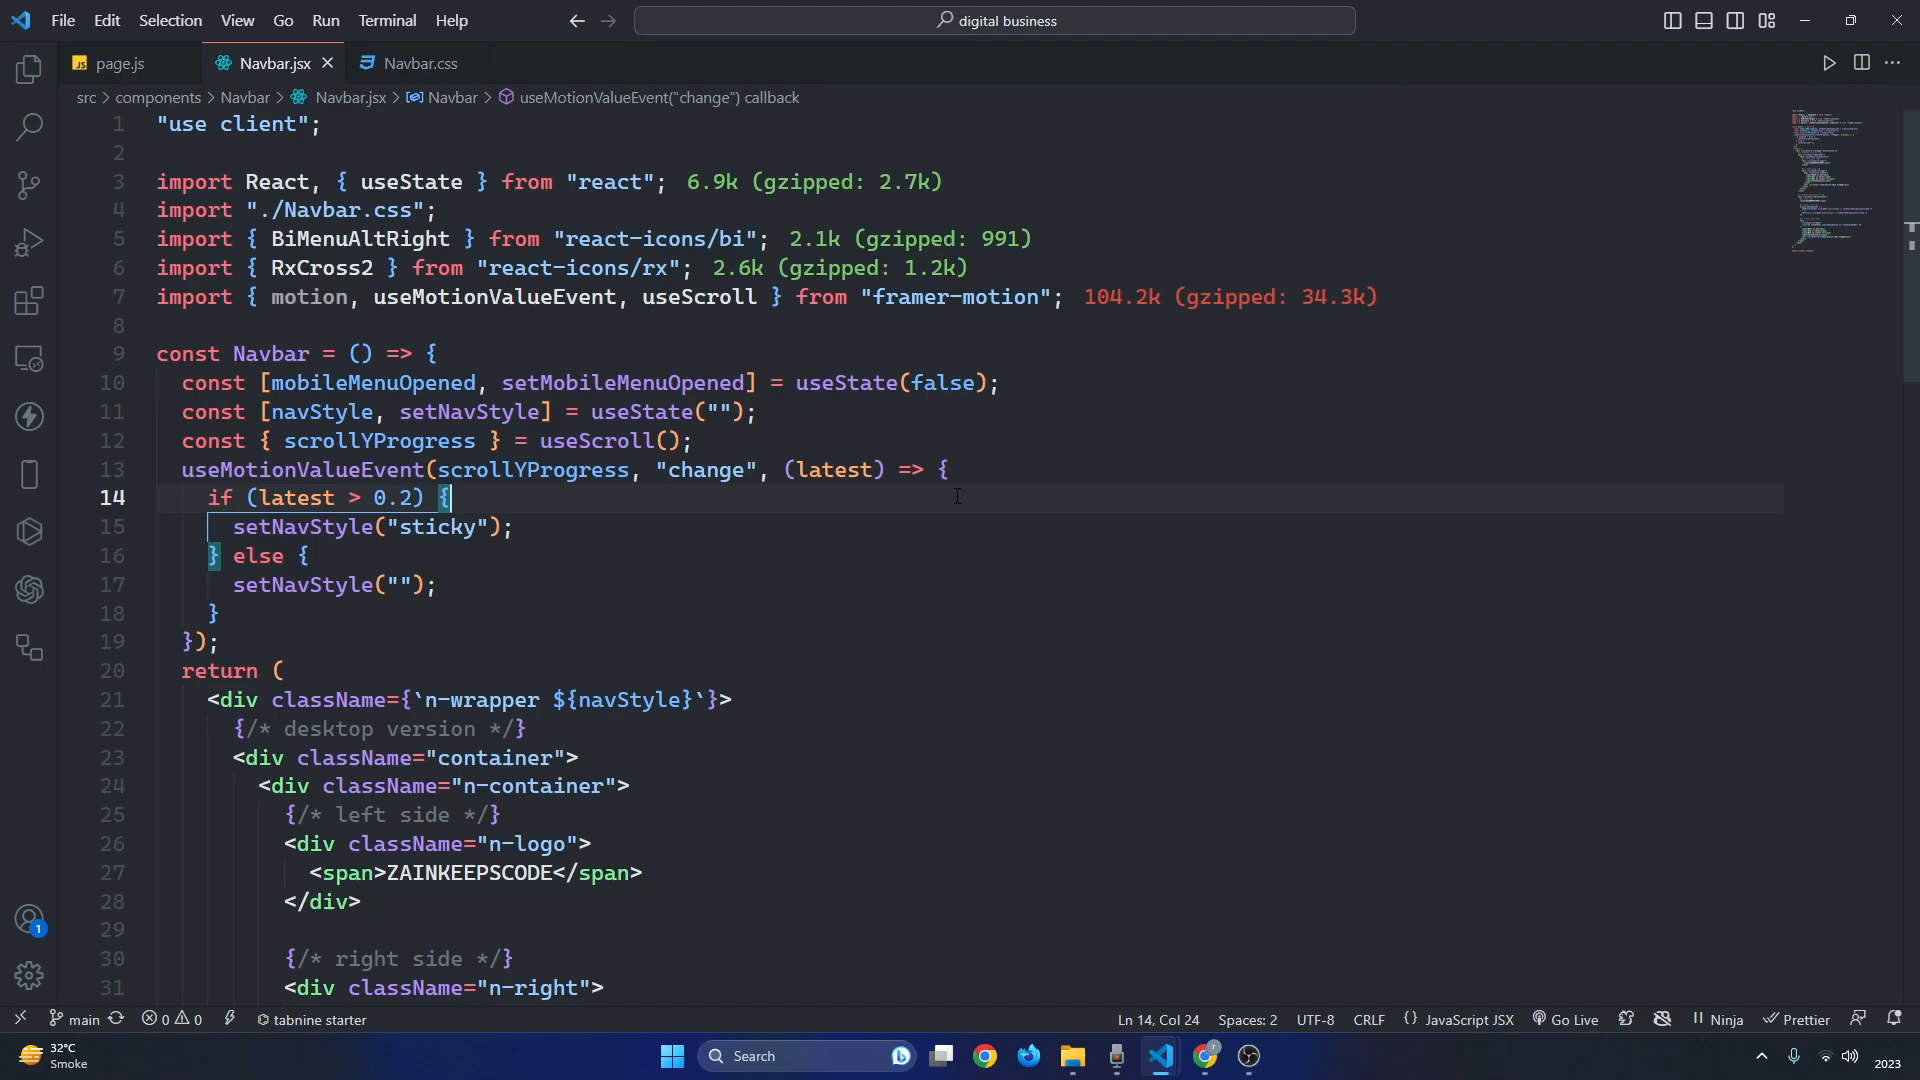 File Edit Selection View Go Run Terminal Help digital business
page.js Navbar.jsx Navbar.css
src > components > Navbar > Navbar.jsx > Navbar > useMotionValueEvent("change") callback
1 "use client";
2
3 import React, { useState } from "react"; 6.9k (gzipped: 2.7k)
4 import "./Navbar.css";
5 import { BiMenuAltRight } from "react-icons/bi"; 2.1k (gzipped: 991)
6 import { RxCross2 } from "react-icons/rx"; 2.6k (gzipped: 1.2k)
7 import { motion, useMotionValueEvent, useScroll } from "framer-motion"; 104.2k (gzipped: 34.3k)
8
9 const Navbar = () => {
10 const [mobileMenuOpened, setMobileMenuOpened] = useState(false);
11 const [navStyle, setNavStyle] = useState("");
12 const { scrollYProgress } = useScroll();
13 useMotionValueEvent(scrollYProgress, "change", (latest) => {
14 if (latest > 0.2) {
15 setNavStyle("sticky");
16 } else {
17 setNavStyle("");
18 }
19 });
20 return (
21 <div className={`n-wrapper ${navStyle}`}>
22 {/* desktop version */}
23 <div className="container">
24 <div className="n-container">
25 {/* left side */}
26 <div className="n-logo">
27 <span>ZAINKEEPSCODE</span>
28 </div>
29
30 {/* right side */}
31 <div className="n-right">
main 0 0 tabnine starter Ln 14, Col 24 Spaces: 2 UTF-8 CRLF {} JavaScript JSX Go Live Ninja Prettier
32°C
Smoke
Search
2023